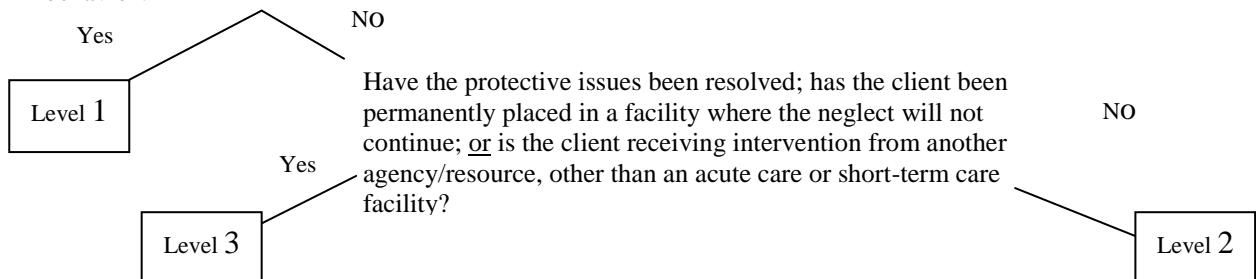 Yes
NO
Level 1
Have the protective issues been resolved; has the client been
permanently placed in a facility where the neglect will not
continue; or is the client receiving intervention from another
agency/resource, other than an acute care or short-term care
facility?
NO
Yes
Level 3
Level 2